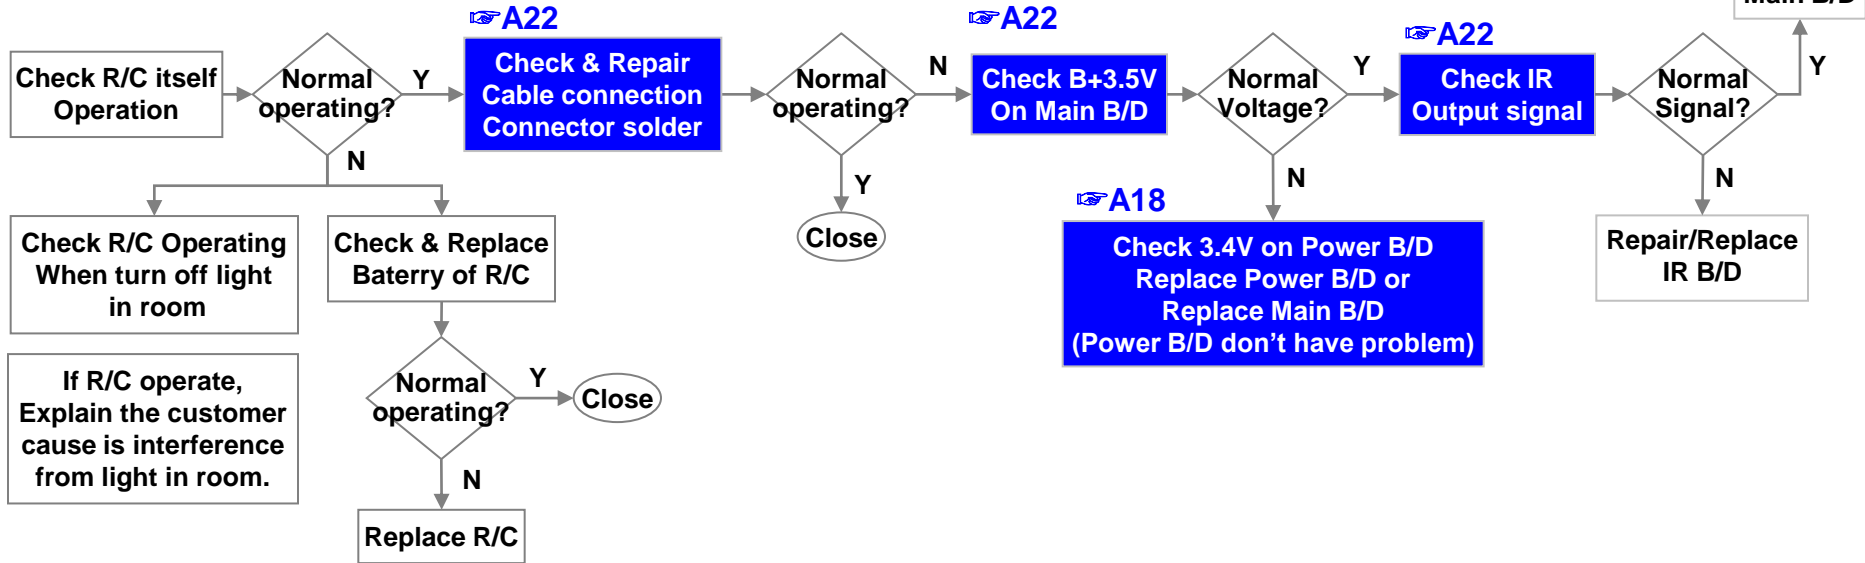 ☞A22
☞A22
Main B/D
☞A22
Check R/C itself
Operation
Normal
operating?
Y
Check & Repair
Cable connection
Connector solder
Normal
operating?
N
Check B+3.5V
On Main B/D
Normal
Voltage?
Y
Check IR
Output signal
Normal
Signal?
Y
N
Y
Close
N
N
☞A18
Check R/C Operating
When turn off light
in room
Check & Replace
Baterry of R/C
Check 3.4V on Power B/D
Replace Power B/D or
Replace Main B/D
(Power B/D don’t have problem)
Repair/Replace
IR B/D
If R/C operate,
Explain the customer
cause is interference
from light in room.
Normal
operating?
Y
Close
N
Replace R/C